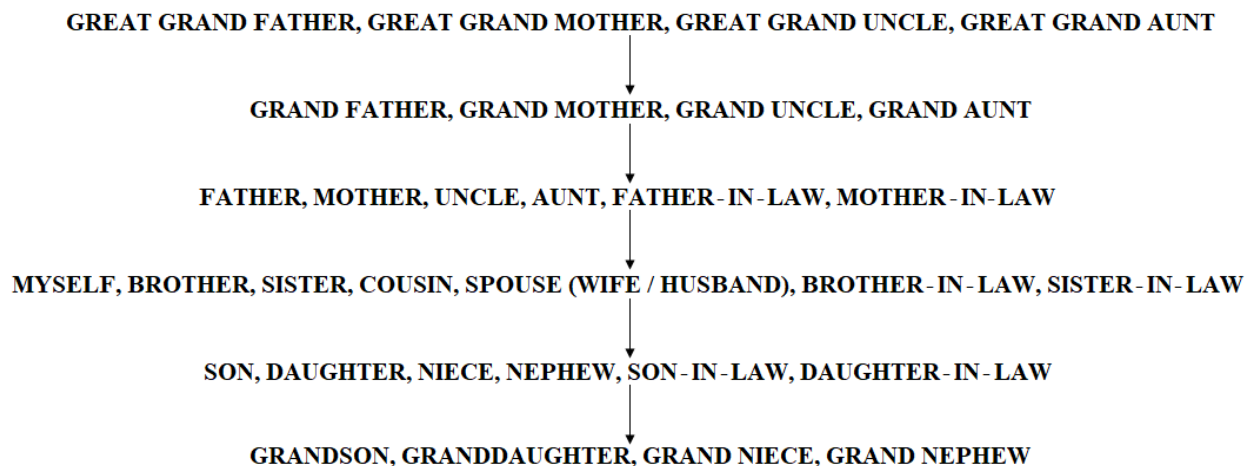 GREAT GRAND FATHER, GREAT GRAND MOTHER, GREAT GRAND UNCLE, GREAT GRAND AUNT
GRAND FATHER, GRAND MOTHER, GRAND UNCLE, GRAND AUNT
FATHER, MOTHER, UNCLE, AUNT, FATHER-IN-LAW, MOTHER-IN-LAW
MYSELF, BROTHER, SISTER, COUSIN, SPOUSE (WIFE / HUSBAND), BROTHER-IN-LAW, SISTER-IN-LAW
SON, DAUGHTER, NIECE, NEPHEW, SON-IN-LAW, DAUGHTER-IN-LAW
GRANDSON, GRANDDAUGHTER, GRAND NIECE, GRAND NEPHEW